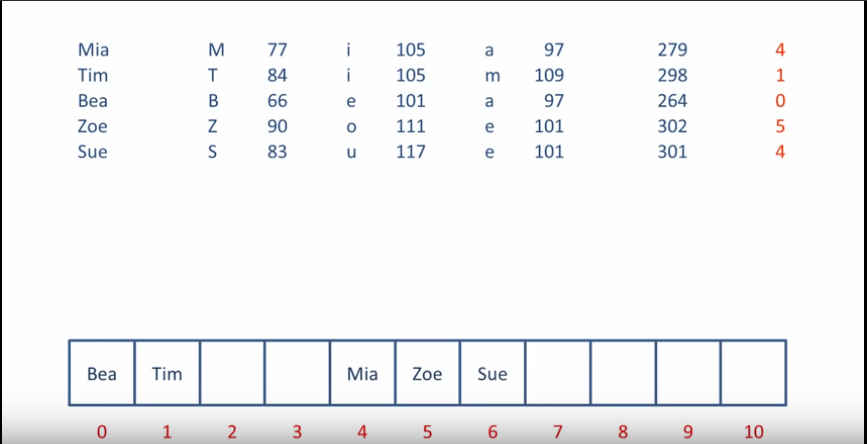 Mia M 77 i 105 a 97 279 4
Tim T 84 i 105 m 109 298 1
Bea B 66 e 101 a 97 264 0
Zoe Z 90 o 111 e 101 302 5
Sue S 83 u 117 e 101 301 4
Bea Tim Mia Zoe Sue
0 1 2 3 4 5 6 7 8 9 10